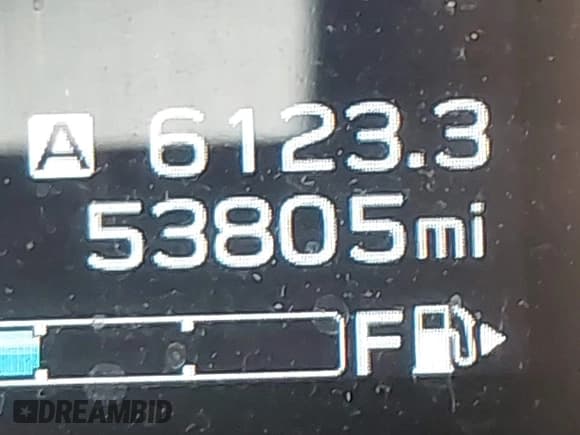 A 6123.3
53805mi
F
DREAMBID